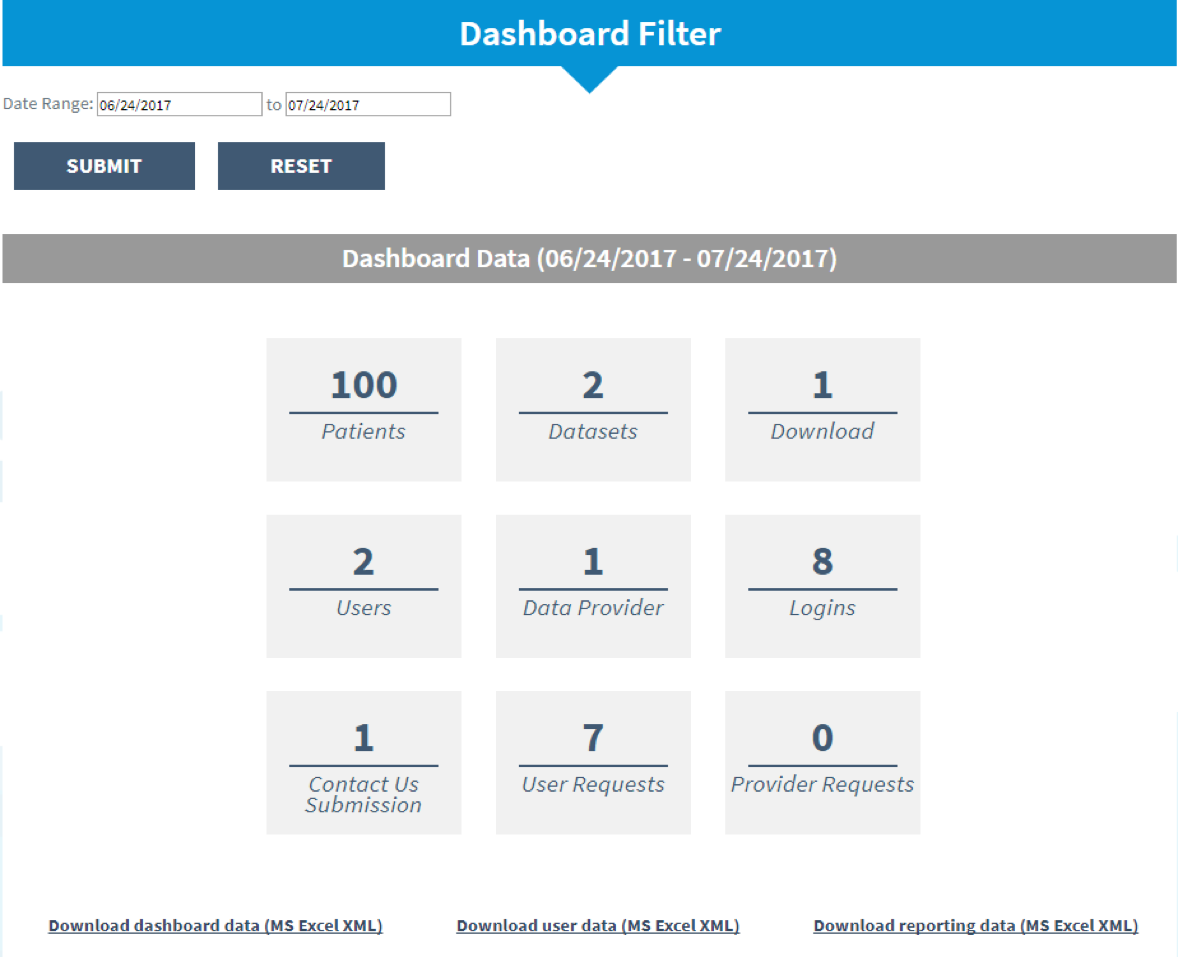 Dashboard Filter
Date Range: 06/24/2017 to 07/24/2017
SUBMIT RESET
Dashboard Data (06/24/2017 - 07/24/2017)
100 2 1
Patients Datasets Download
2 1 8
Users Data Provider Logins
1 7 0
Contact Us User Requests Provider Requests
Submission
Download dashboard data (MS Excel XML) Download user data (MS Excel XML) Download reporting data (MS Excel XML)